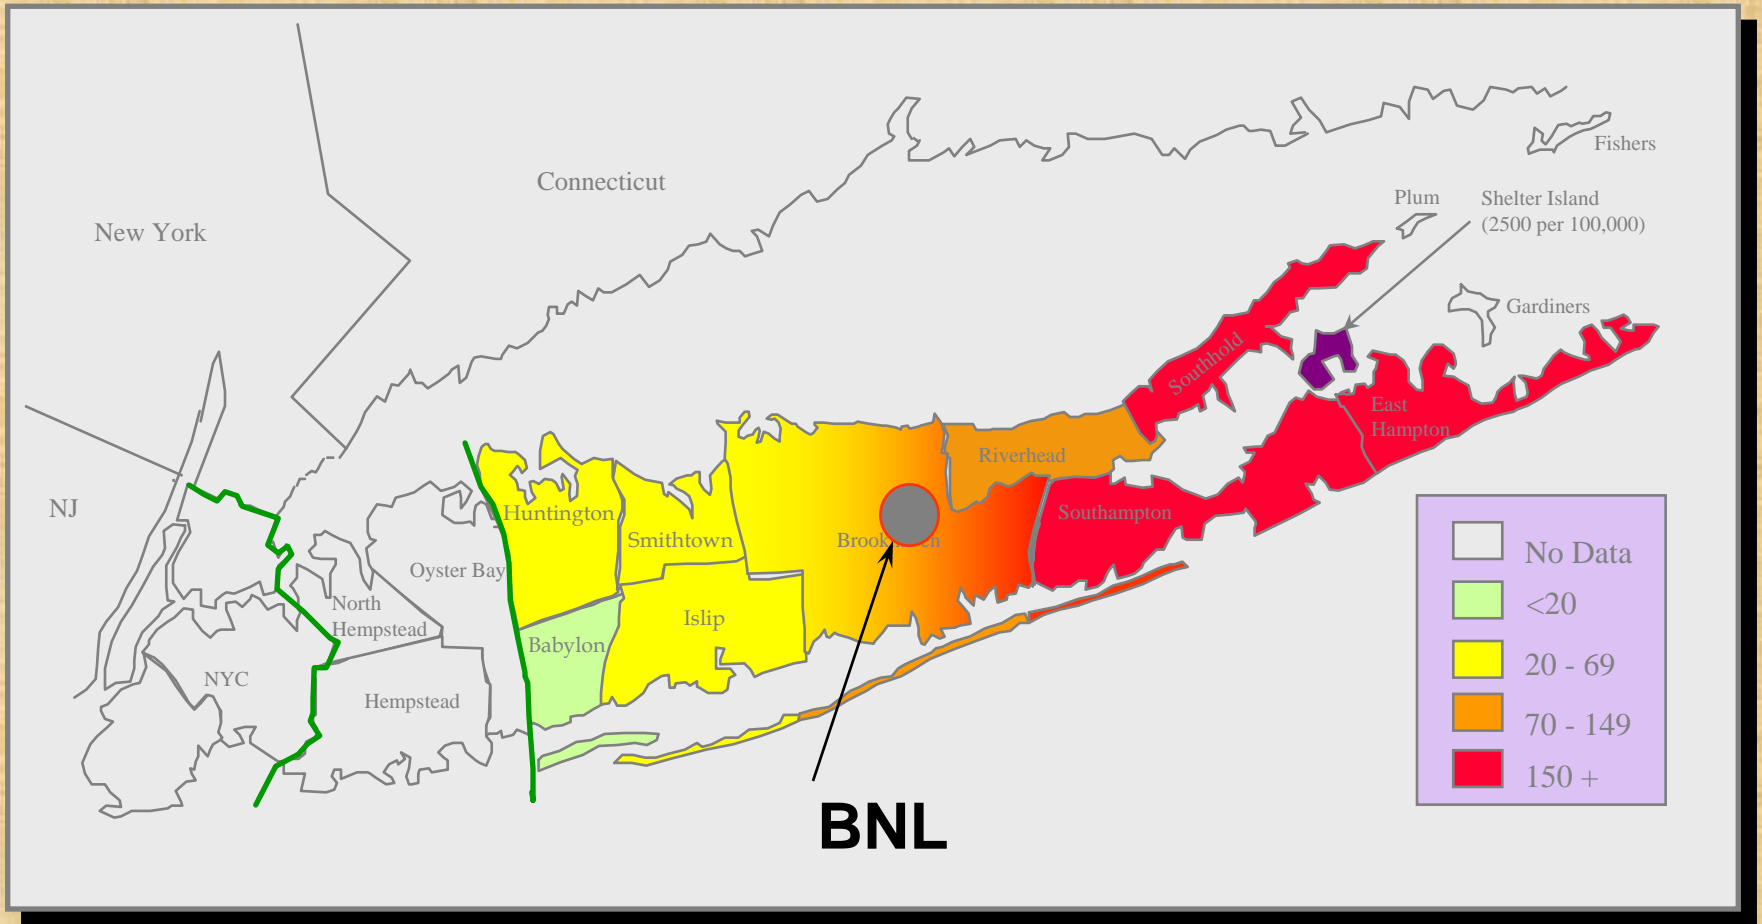 Connecticut
New York
NJ
Fishers
Plum
Shelter Island
(2500 per 100,000)
Gardiners
Southhold
East
Hampton
Riverhead
Southampton
Huntington
Smithtown
Oyster Bay
North
Hempstead
Babylon
Islip
NYC
Hempstead
BNL
No Data
<20
20 - 69
70 - 149
150 +